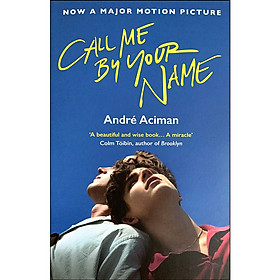 NOW A MAJOR MOTION PICTURE
CALL ME
BY YOUR
NAME
André Aciman
'A beautiful and wise book... A miracle'
Colm Tóibín, author of Brooklyn